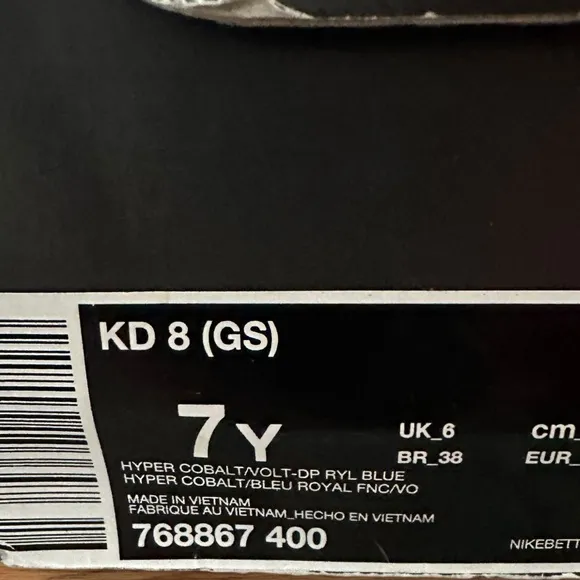 KD 8 (GS)
7Y
UK_6 cm_
BR_38 EUR_
HYPER COBALT/VOLT-DP RYL BLUE
HYPER COBALT/BLEU ROYAL FNC/VO
MADE IN VIETNAM
FABRIQUE AU VIETNAM_HECHO EN VIETNAM
768867 400
NIKEBETT